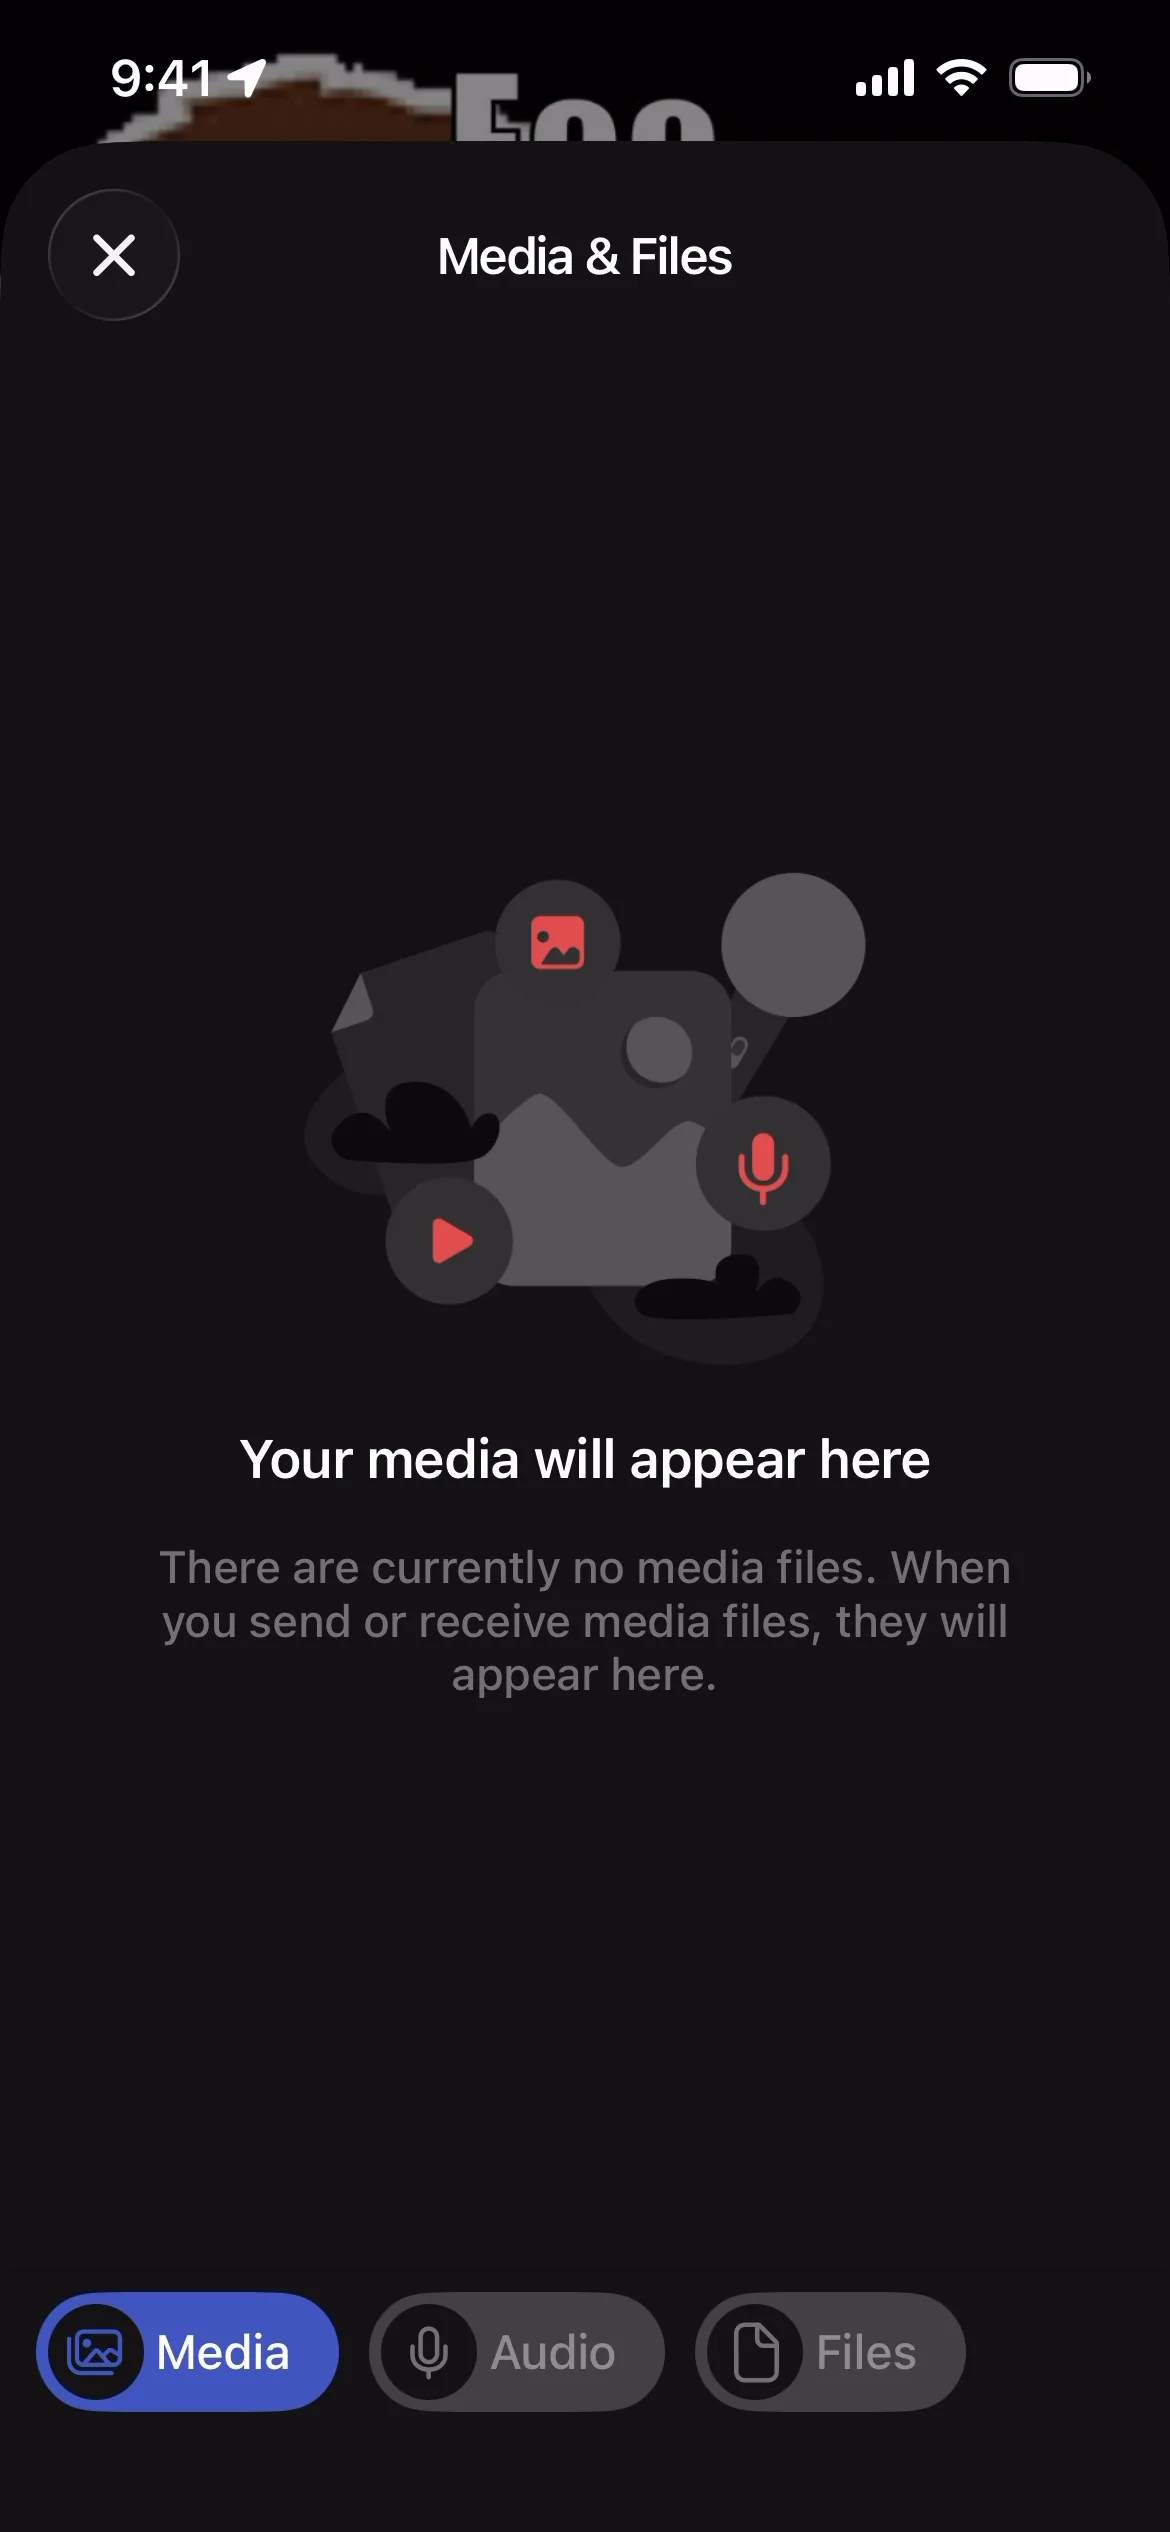 9:41
Media & Files
Your media will appear here
There are currently no media files. When
you send or receive media files, they will
appear here.
Media
Audio
Files